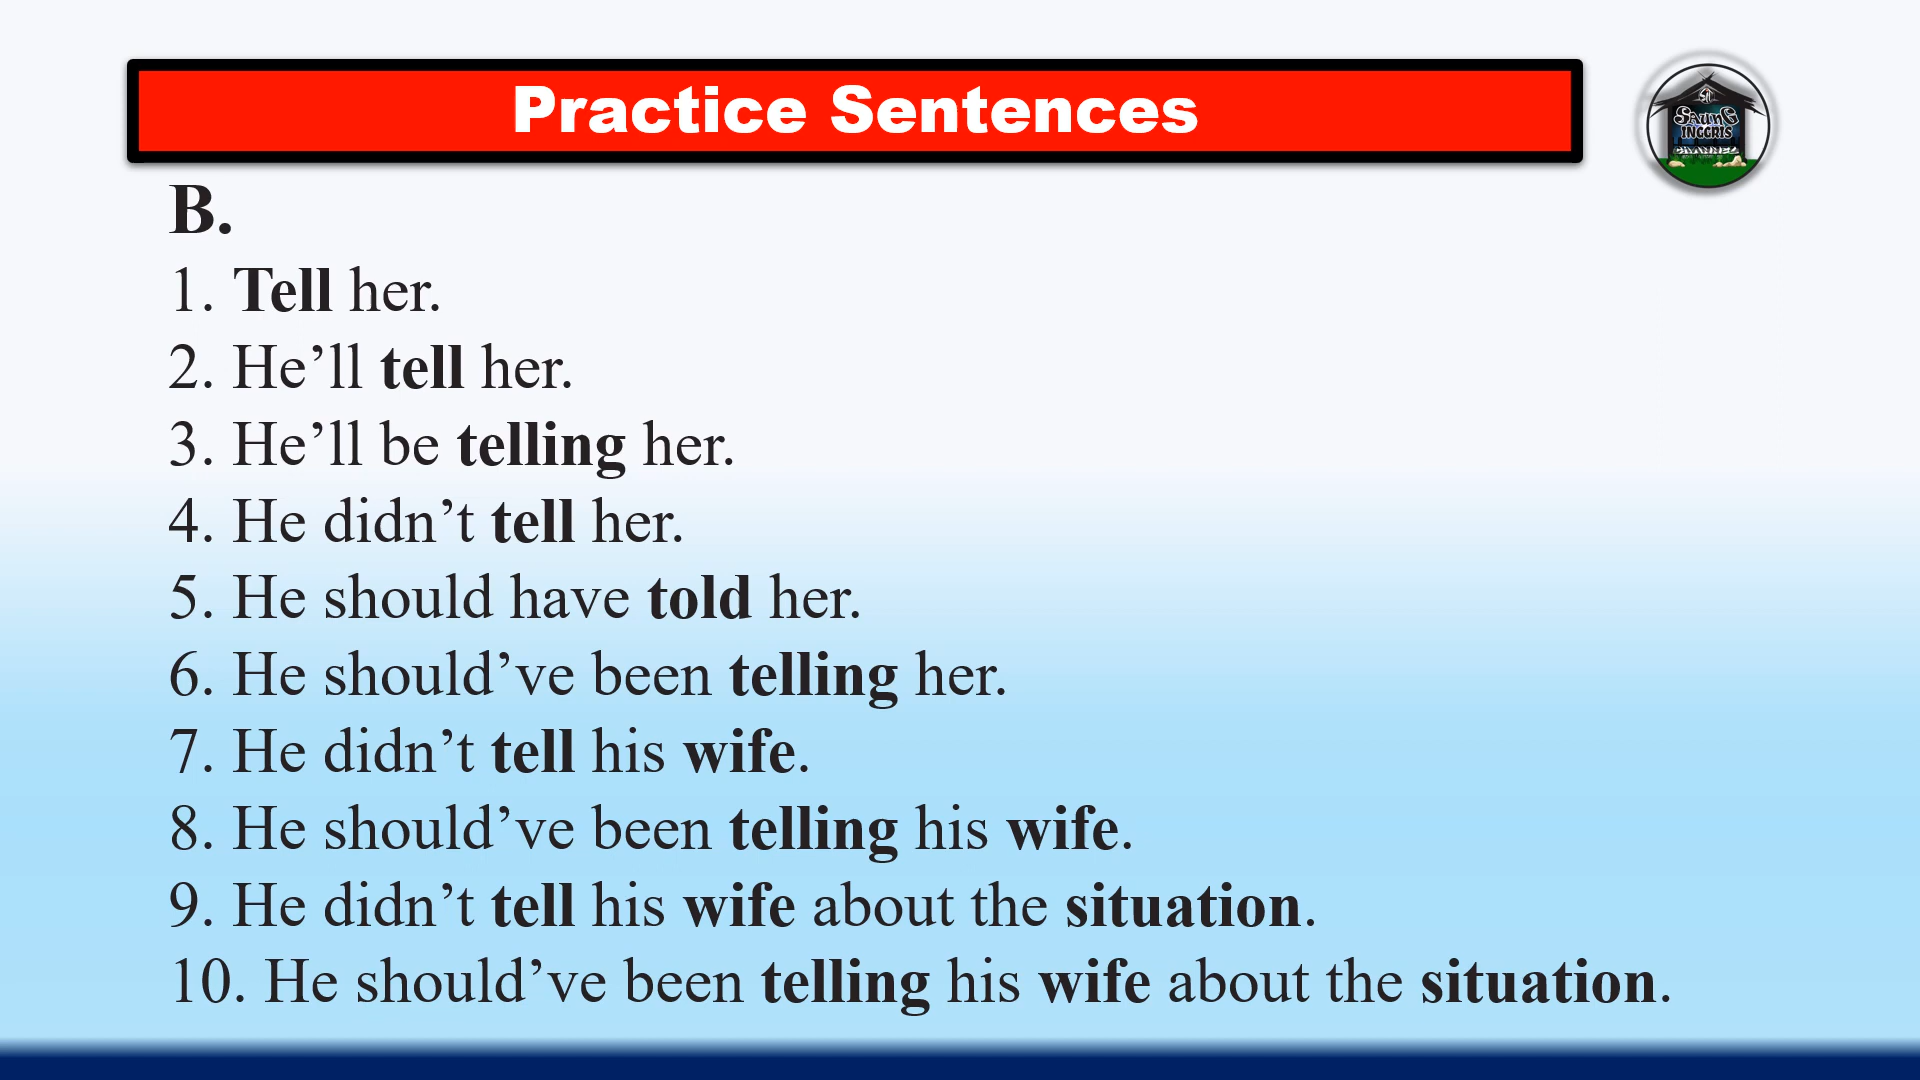 Practice Sentences
SAUNG
INGGRIS
CHANNEL
B.
1. Tell her.
2. He’ll tell her.
3. He’ll be telling her.
4. He didn’t tell her.
5. He should have told her.
6. He should’ve been telling her.
7. He didn’t tell his wife.
8. He should’ve been telling his wife.
9. He didn’t tell his wife about the situation.
10. He should’ve been telling his wife about the situation.